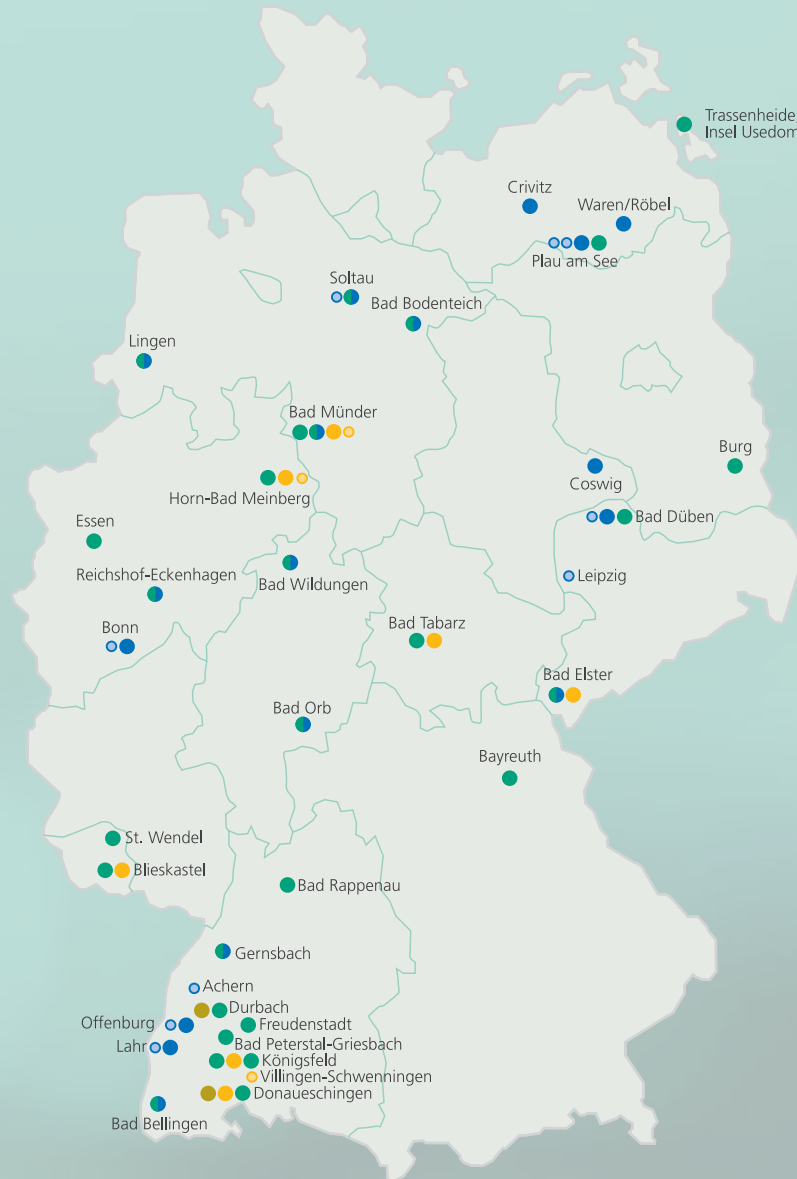 Trassenheide,
Insel Usedom
Crivitz
Waren/Röbel
Plau am See
Soltau
Bad Bodenteich
Lingen
Bad Münder
Burg
Coswig
Horn-Bad Meinberg
Bad Düben
Essen
Reichshof-Eckenhagen
Bad Wildungen
Leipzig
Bonn
Bad Tabarz
Bad Elster
Bad Orb
Bayreuth
St. Wendel
Blieskastel
Bad Rappenau
Gernsbach
Achern
Durbach
Offenburg
Freudenstadt
Lahr
Bad Peterstal-Griesbach
Königsfeld
Villingen-Schwenningen
Donaueschingen
Bad Bellingen